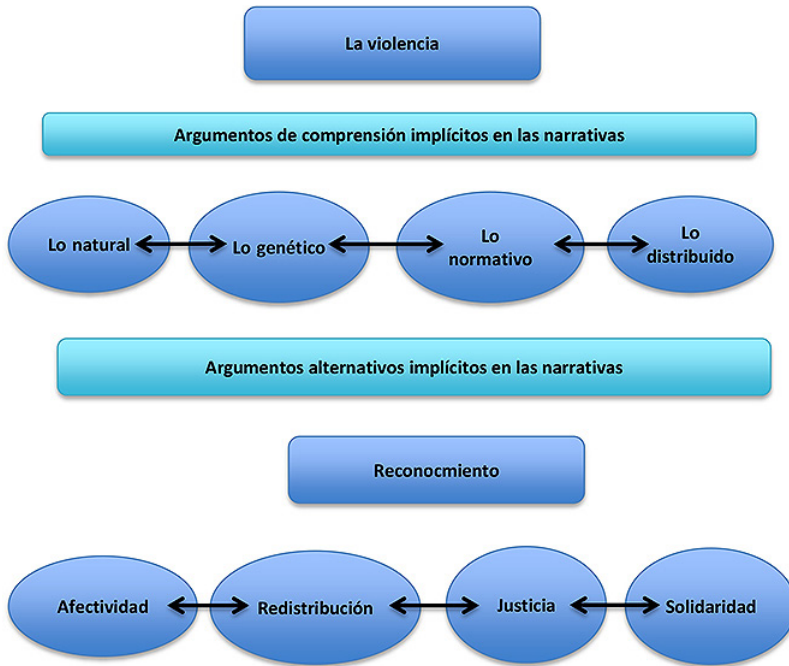 La violencia
Argumentos de comprensión implícitos en las narrativas
Lo natural
Lo genético
Lo
normativo
Lo
distribuido
Argumentos alternativos implícitos en las narrativas
Reconocmiento
Afectividad
Redistribución
Justicia
Solidaridad